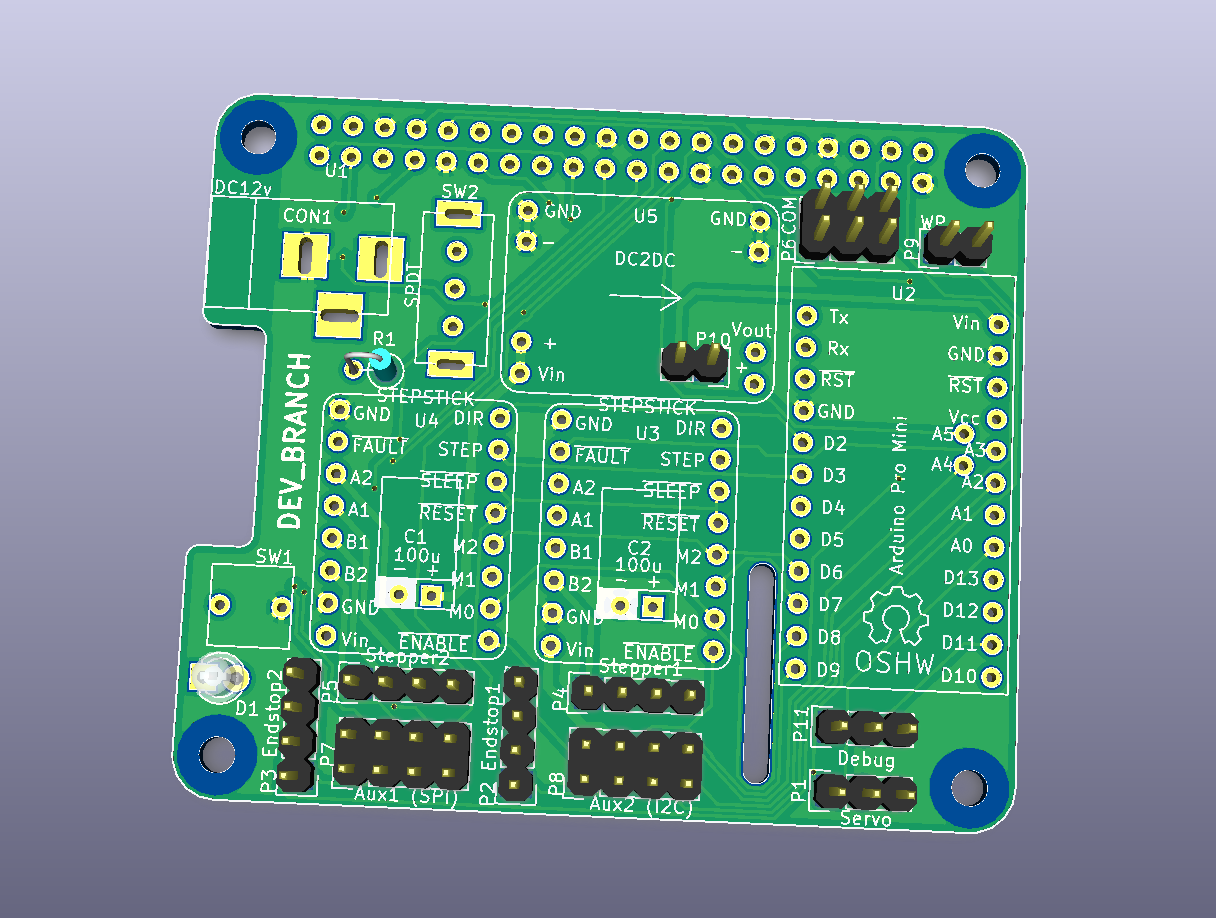 U1
DC12v
CON1
SW2
SPDT
R1
GND
−
+
Vin
U5
DC2DC
GND
−
Vout
+
P10
P6
COM
P9
U2
Tx
Rx
RST
GND
D2
D3
D4
D5
D6
D7
D8
D9
Arduino Pro Mini
OSHW
Vin
GND
RST
Vcc
A5
A3
A4
A2
A1
A0
D13
D12
D11
D10
DEV_BRANCH
STEPSTICK
U4
GND
FAULT
A2
A1
B1
B2
GND
Vin
DIR
STEP
SLEEP
RESET
M2
M1
M0
ENABLE
C1
100u
− +
STEPSTICK
U3
GND
FAULT
A2
A1
B1
B2
GND
Vin
DIR
STEP
SLEEP
RESET
M2
M1
M0
ENABLE
C2
100u
− +
SW1
D1
Endstop2
P3
Stepper2
P5
P7
Aux1 (SPI)
Endstop1
P2
Stepper1
P4
P8
Aux2 (I2C)
P11
Debug
P1
Servo